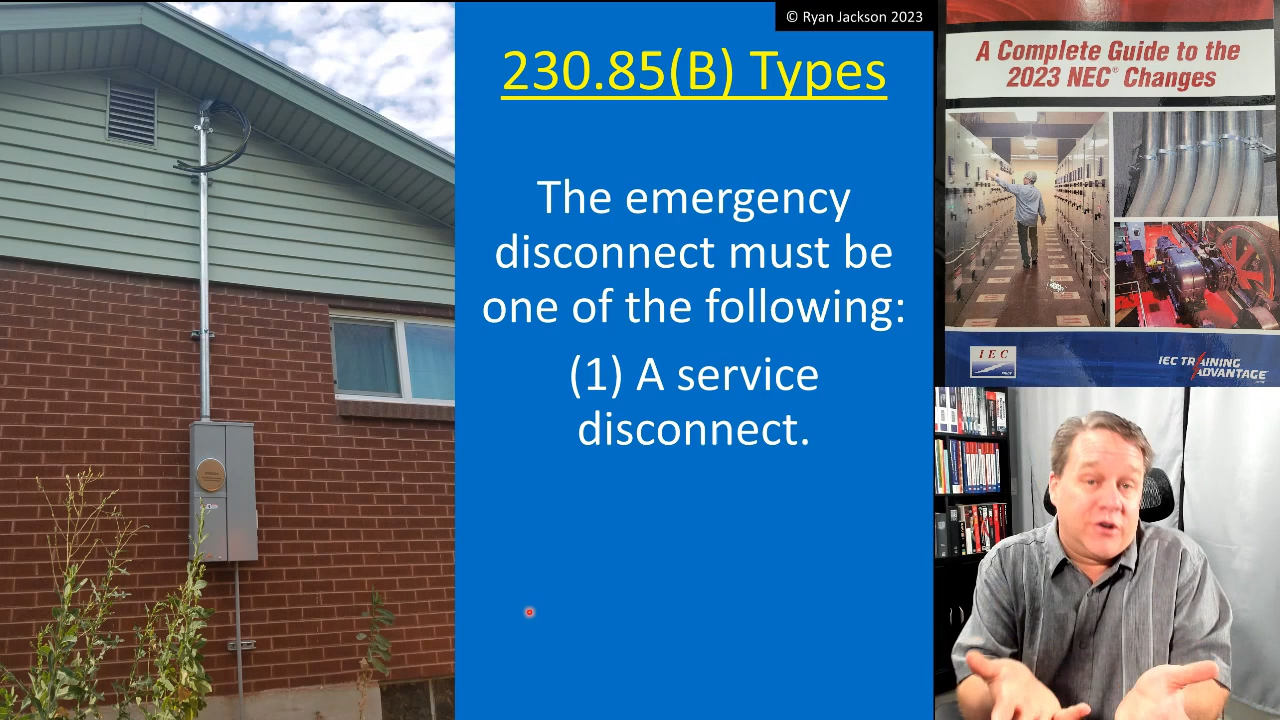 © Ryan Jackson 2023
230.85(B) Types
The emergency
disconnect must be
one of the following:
(1) A service
disconnect.
A Complete Guide to the
2023 NEC® Changes
IEC
IEC TRAINING
ADVANTAGE